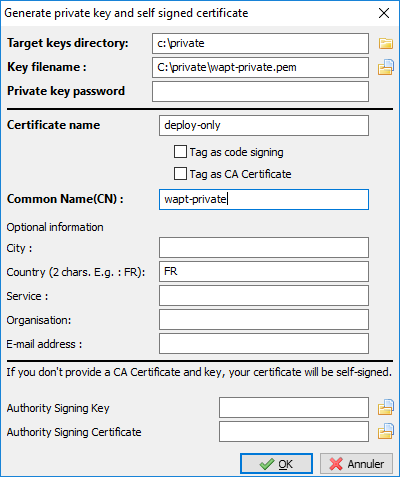 Generate private key and self signed certificate
Target keys directory: c:\private
Key filename : C:\private\wapt-private.pem
Private key password
Certificate name deploy-only
Tag as code signing
Tag as CA Certificate
Common Name(CN) : wapt-private
Optional information
City :
Country (2 chars. E.g. : FR): FR
Service :
Organisation:
E-mail address :
If you don't provide a CA Certificate and key, your certificate will be self-signed.
Authority Signing Key
Authority Signing Certificate
OK Annuler